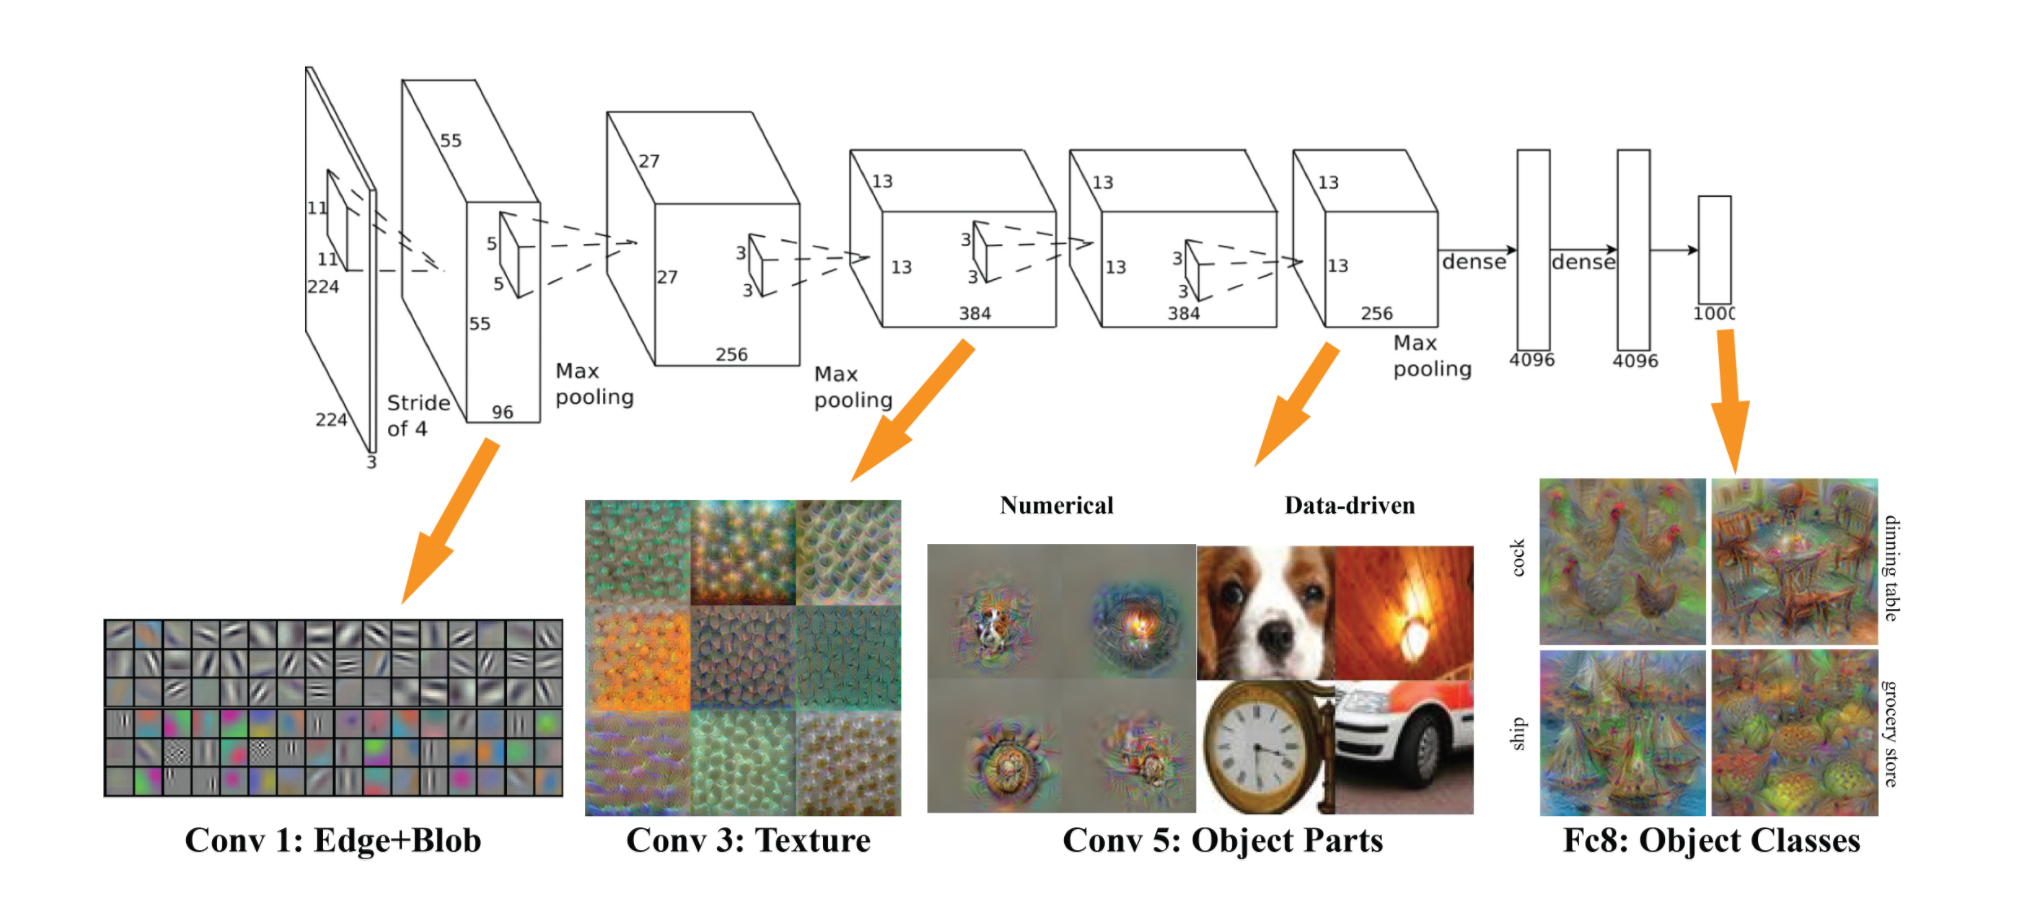 11
11
224
224
3
Stride
of 4
55
5
5
55
96
Max
pooling
27
3
3
27
256
Max
pooling
13
3
3
13
384
13
3
3
13
384
13
13
256
Max
pooling
dense
dense
4096
4096
1000
Numerical
Data-driven
cock
dinning table
ship
grocery store
Conv 1: Edge+Blob
Conv 3: Texture
Conv 5: Object Parts
Fc8: Object Classes